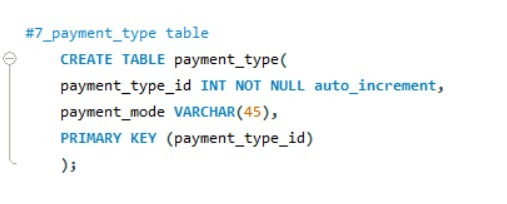 #7_payment_type table
CREATE TABLE payment_type(
payment_type_id INT NOT NULL auto_increment,
payment_mode VARCHAR(45),
PRIMARY KEY (payment_type_id)
);